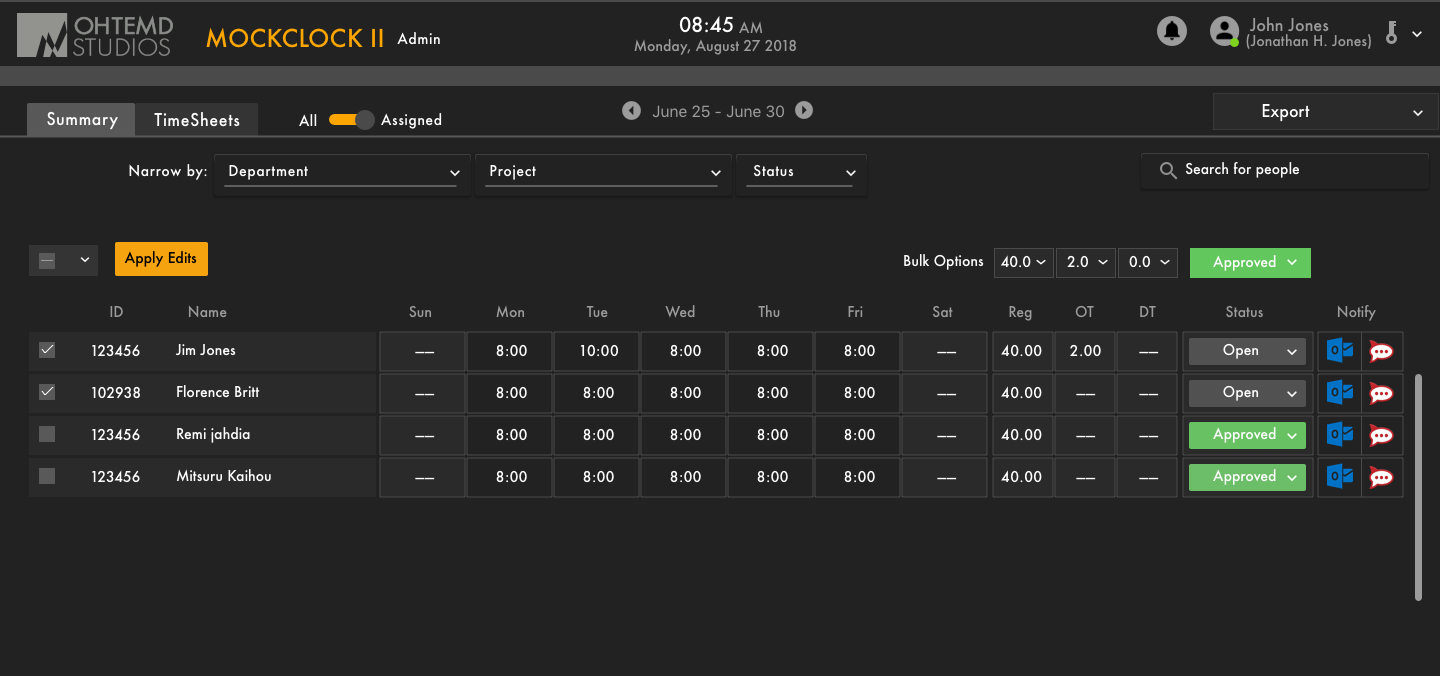 OHTEMD
STUDIOS
MOCKCLOCK II Admin
08:45 AM
Monday, August 27 2018
John Jones
(Jonathan H. Jones)
Summary TimeSheets All Assigned June 25 - June 30 Export
Narrow by: Department Project Status Search for people
Apply Edits Bulk Options 40.0 2.0 0.0 Approved
ID Name Sun Mon Tue Wed Thu Fri Sat Reg OT DT Status Notify
123456 Jim Jones — 8:00 10:00 8:00 8:00 8:00 — 40.00 2.00 — Open
102938 Florence Britt — 8:00 8:00 8:00 8:00 8:00 — 40.00 — — Open
123456 Remi jahdia — 8:00 8:00 8:00 8:00 8:00 — 40.00 — — Approved
123456 Mitsuru Kaihou — 8:00 8:00 8:00 8:00 8:00 — 40.00 — — Approved